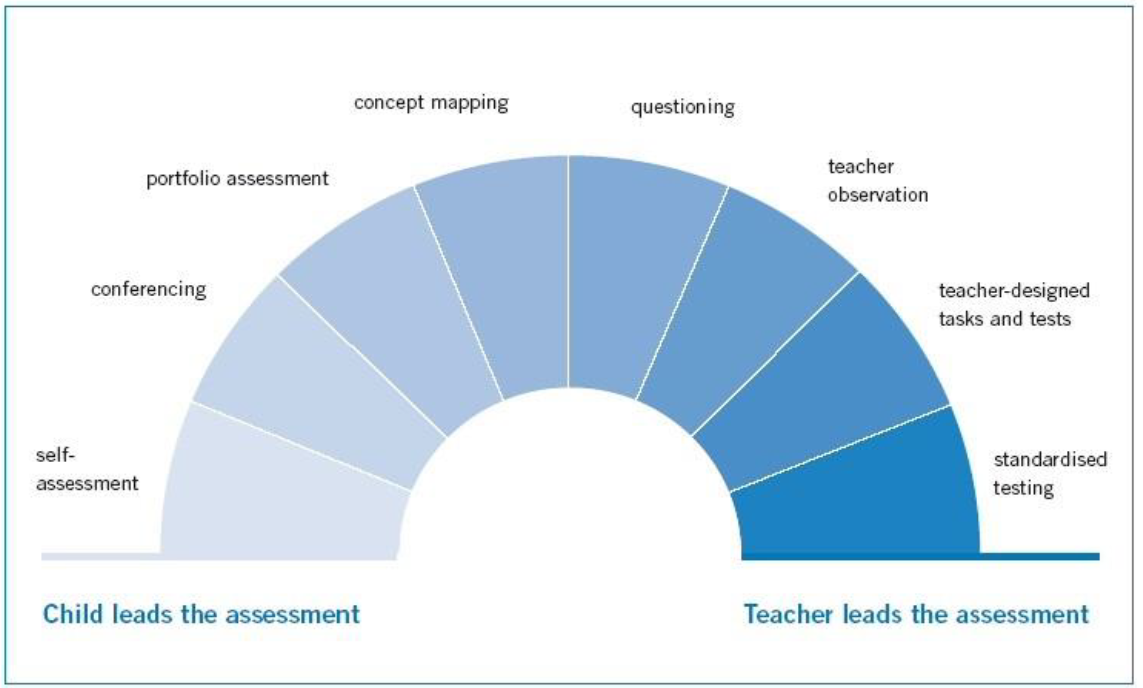 concept mapping
questioning
portfolio assessment
teacher
observation
conferencing
teacher-designed
tasks and tests
self-
assessment
standardised
testing
Child leads the assessment
Teacher leads the assessment